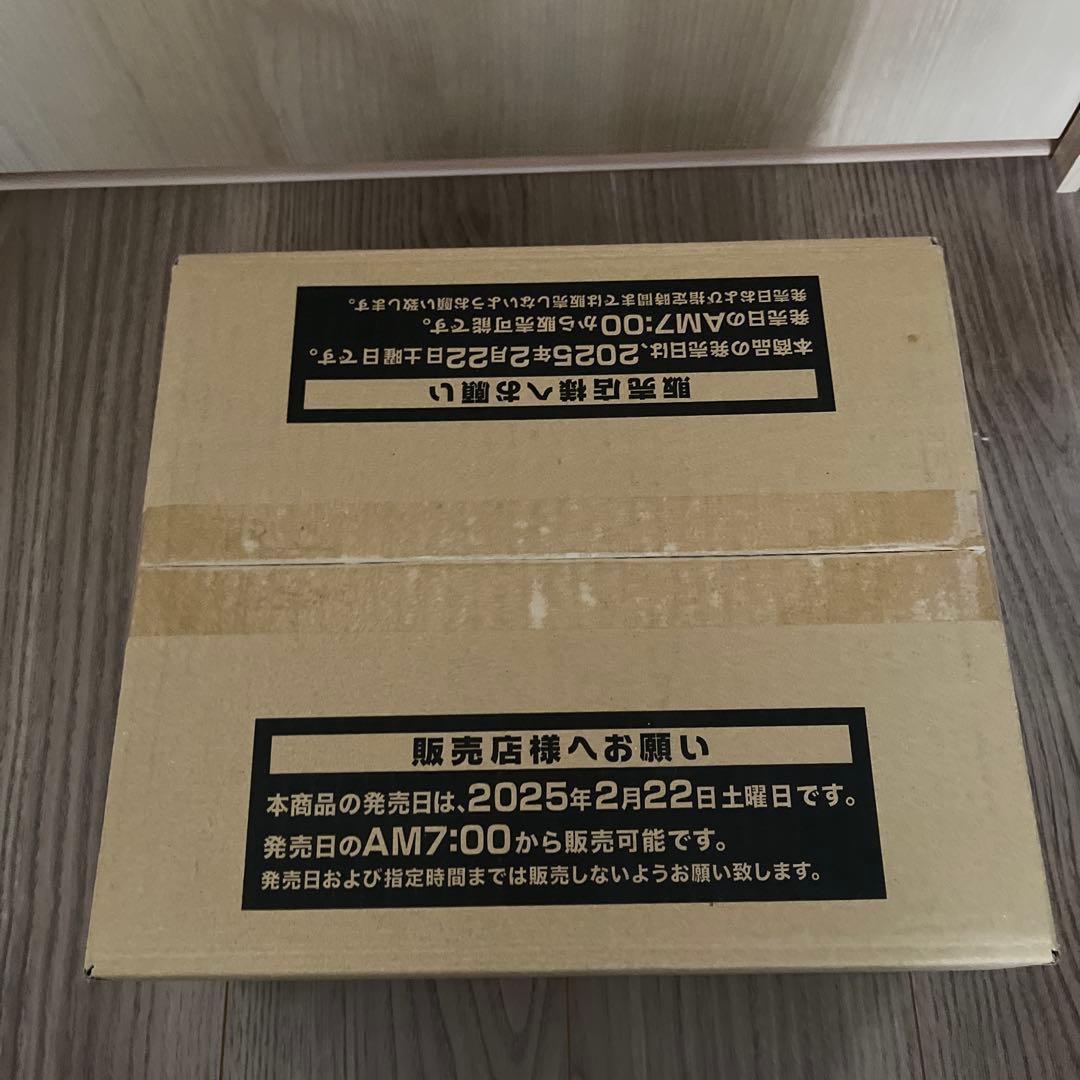 発売日および指定時間までは販売しないようお願い致します。
発売日のAM7:00から販売可能です。
本商品の発売日は、2025年2月22日土曜日です。
販売店様へお願い
販売店様へお願い
本商品の発売日は、2025年2月22日土曜日です。
発売日のAM7:00から販売可能です。
発売日および指定時間までは販売しないようお願い致します。